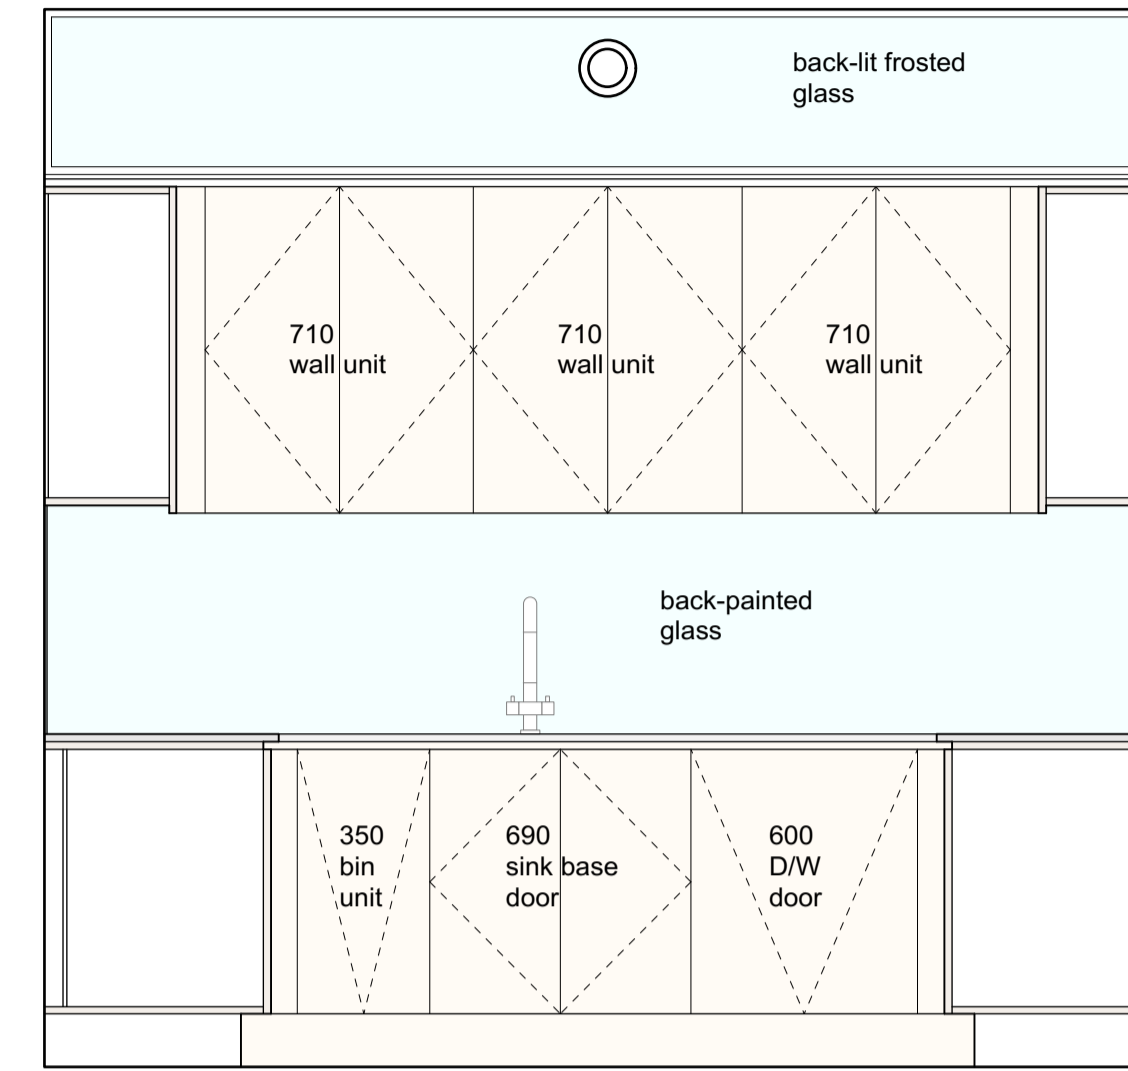 back-lit frosted
glass
710
wall unit
710
wall unit
710
wall unit
back-painted
glass
350
bin
unit
690
sink base
door
600
D/W
door